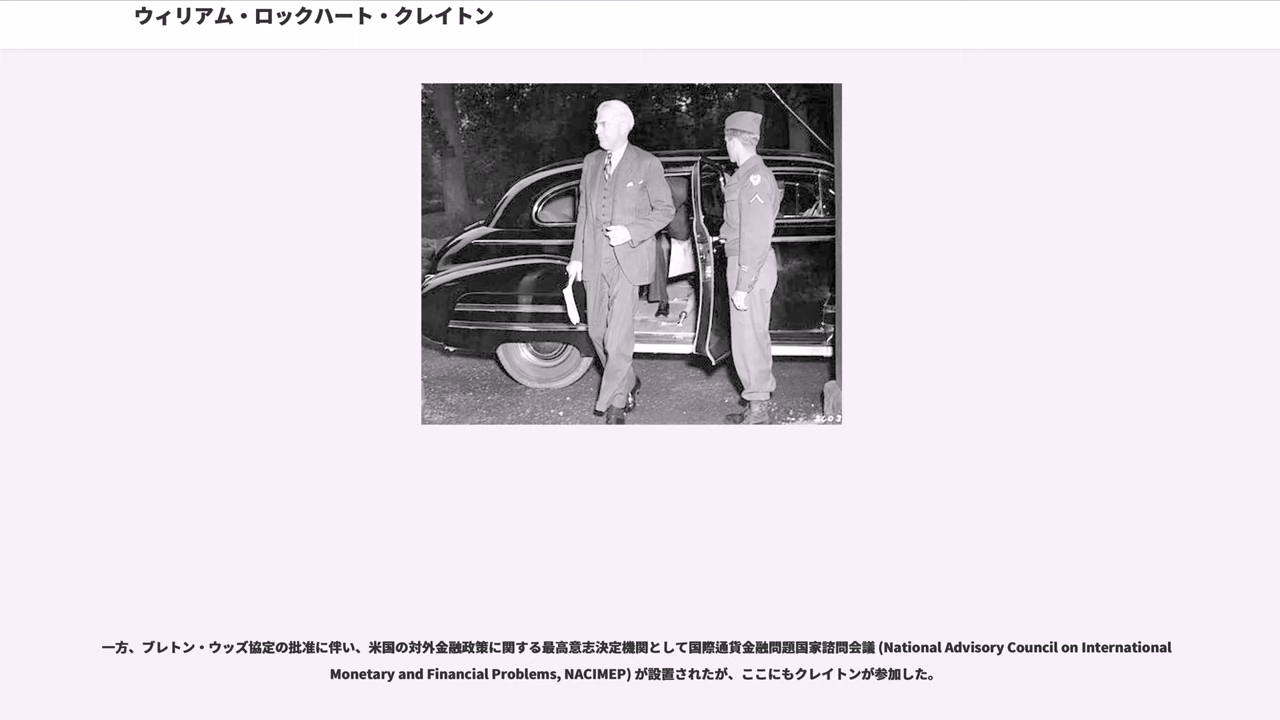 ウィリアム・ロックハート・クレイトン
3603
一方、ブレトン・ウッズ協定の批准に伴い、米国の対外金融政策に関する最高意志決定機関として国際通貨金融問題国家諮問会議 (National Advisory Council on International
Monetary and Financial Problems, NACIMEP) が設置されたが、ここにもクレイトンが参加した。